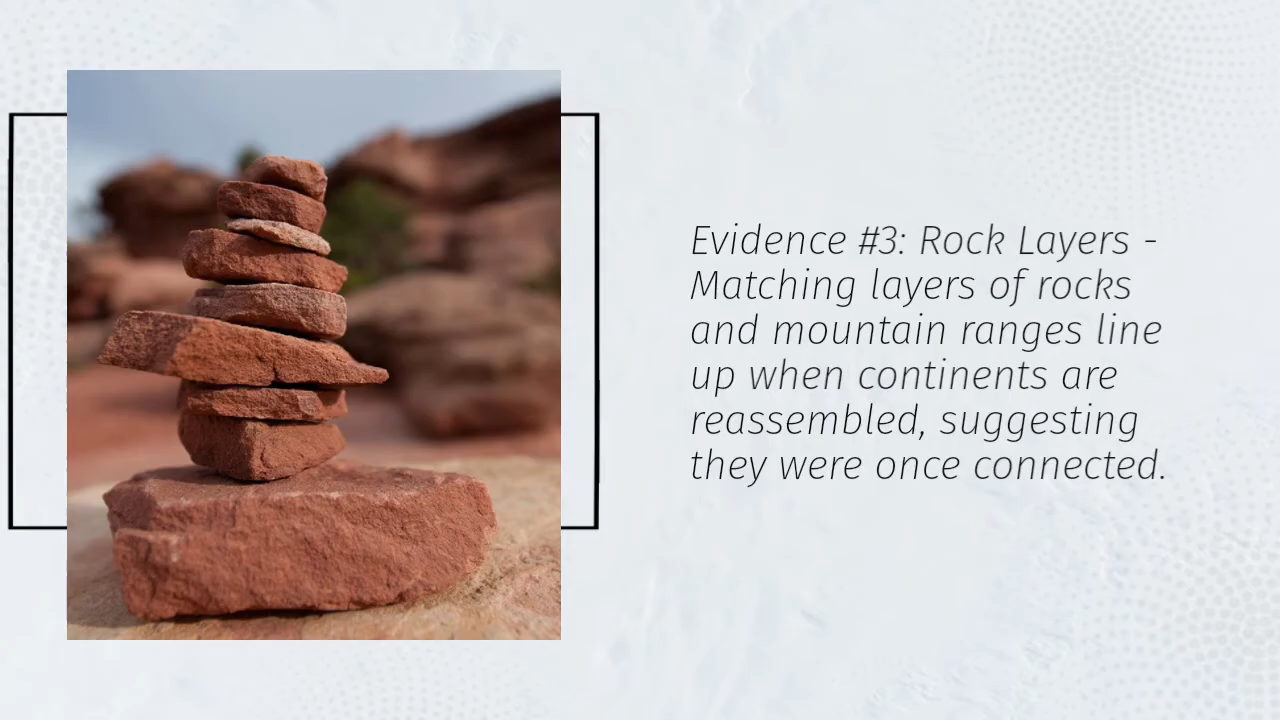 Evidence #3: Rock Layers -
Matching layers of rocks
and mountain ranges line
up when continents are
reassembled, suggesting
they were once connected.